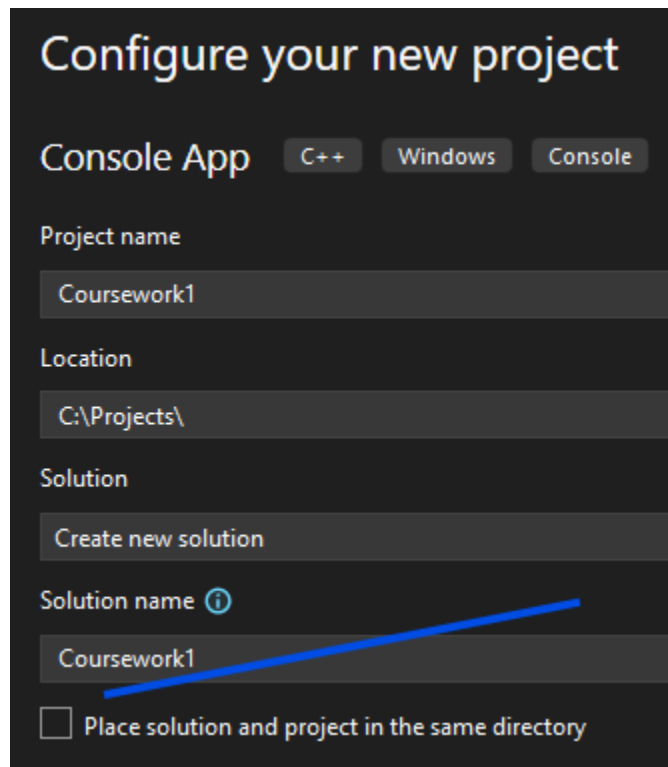 Configure your new project
Console App C++ Windows Console
Project name
Coursework1
Location
C:\Projects\
Solution
Create new solution
Solution name
Coursework1
Place solution and project in the same directory